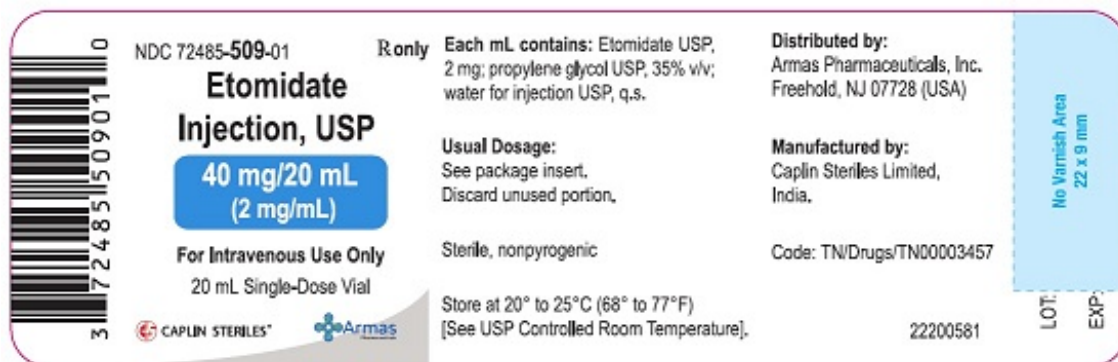 3 72485 50901 0
NDC 72485-509-01
Rx only
Etomidate
Injection, USP
40 mg/20 mL
(2 mg/mL)
For Intravenous Use Only
20 mL Single-Dose Vial
CAPLIN STERILES™
Armas
Pharmaceuticals
Each mL contains: Etomidate USP,
2 mg; propylene glycol USP, 35% v/v;
water for injection USP, q.s.
Usual Dosage:
See package insert.
Discard unused portion.
Sterile, nonpyrogenic
Store at 20° to 25°C (68° to 77°F)
[See USP Controlled Room Temperature].
Distributed by:
Armas Pharmaceuticals, Inc.
Freehold, NJ 07728 (USA)
Manufactured by:
Caplin Steriles Limited,
India.
Code: TN/Drugs/TN00003457
22200581
No Varnish Area
22 x 9 mm
LOT:
EXP: